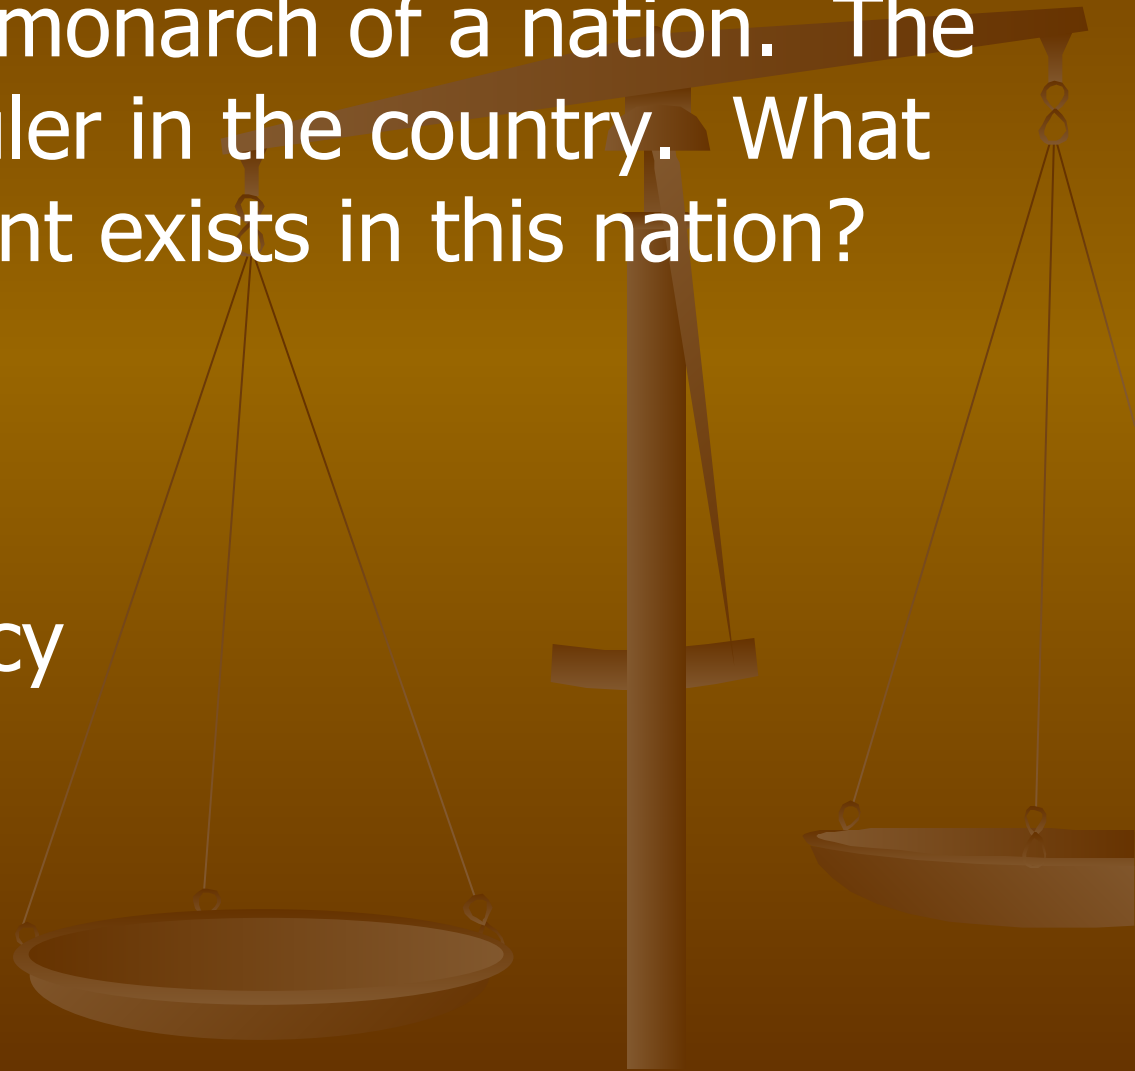 monarch of a nation. The
ler in the country. What
nt exists in this nation?
cy